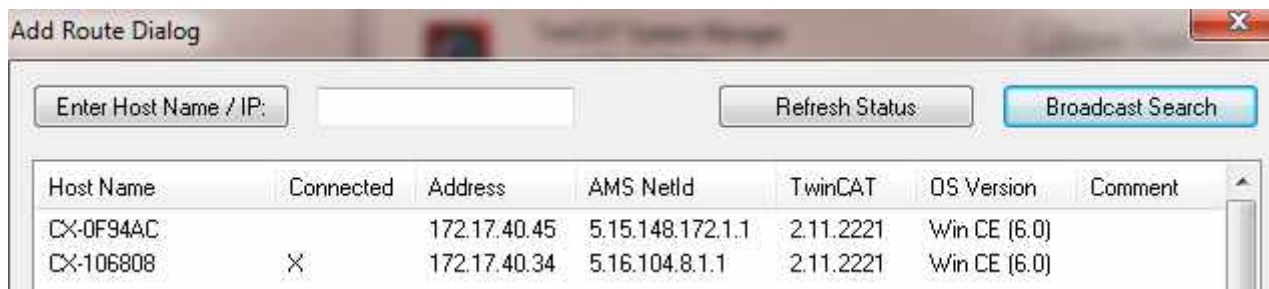 Add Route Dialog
Enter Host Name / IP: Refresh Status Broadcast Search
Host Name Connected Address AMS NetId TwinCAT OS Version Comment
CX-0F94AC 172.17.40.45 5.15.148.172.1.1 2.11.2221 Win CE (6.0)
CX-106808 X 172.17.40.34 5.16.104.8.1.1 2.11.2221 Win CE (6.0)